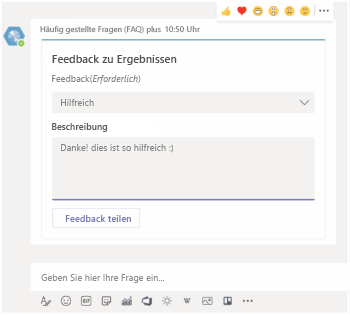 Häufig gestellte Fragen (FAQ) plus 10:50 Uhr
Feedback zu Ergebnissen
Feedback(Erforderlich)
Hilfreich
Beschreibung
Danke! dies ist so hilfreich :)
Feedback teilen
Geben Sie hier Ihre Frage ein...
GIF
W